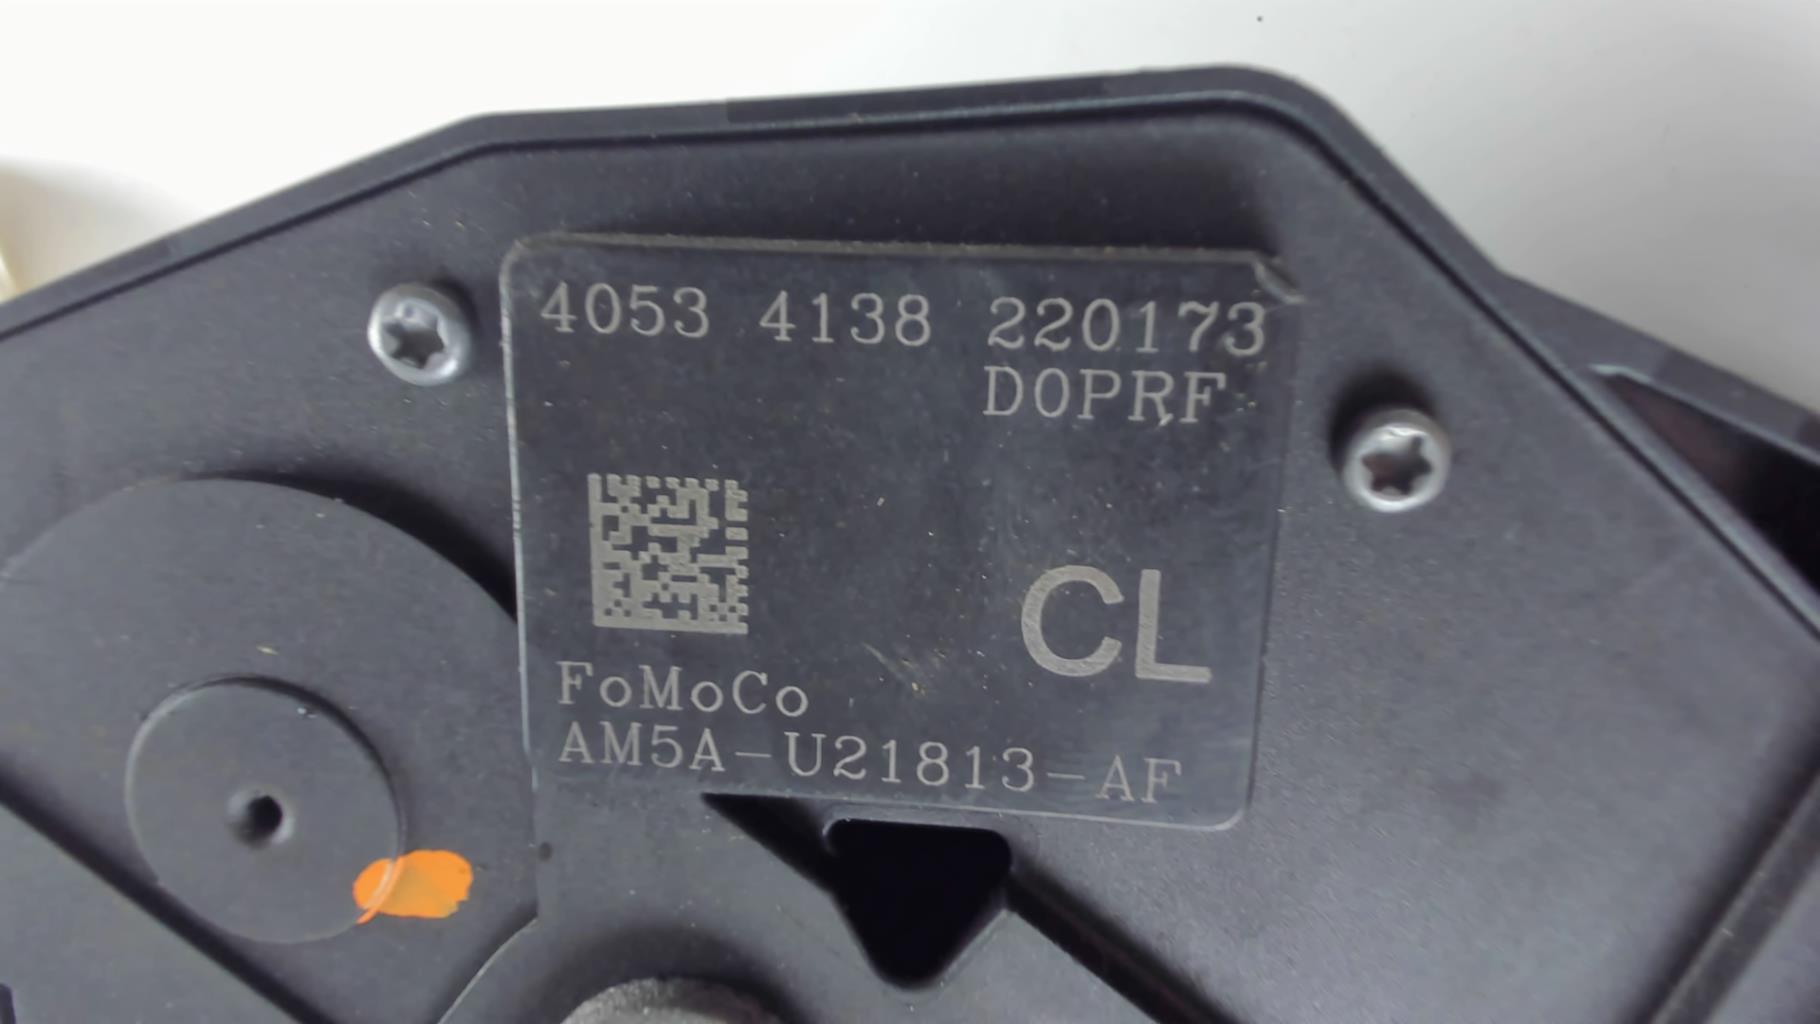 4053 4138 220173
D0PRF
CL
FoMoCo
AM5A-U21813-AF